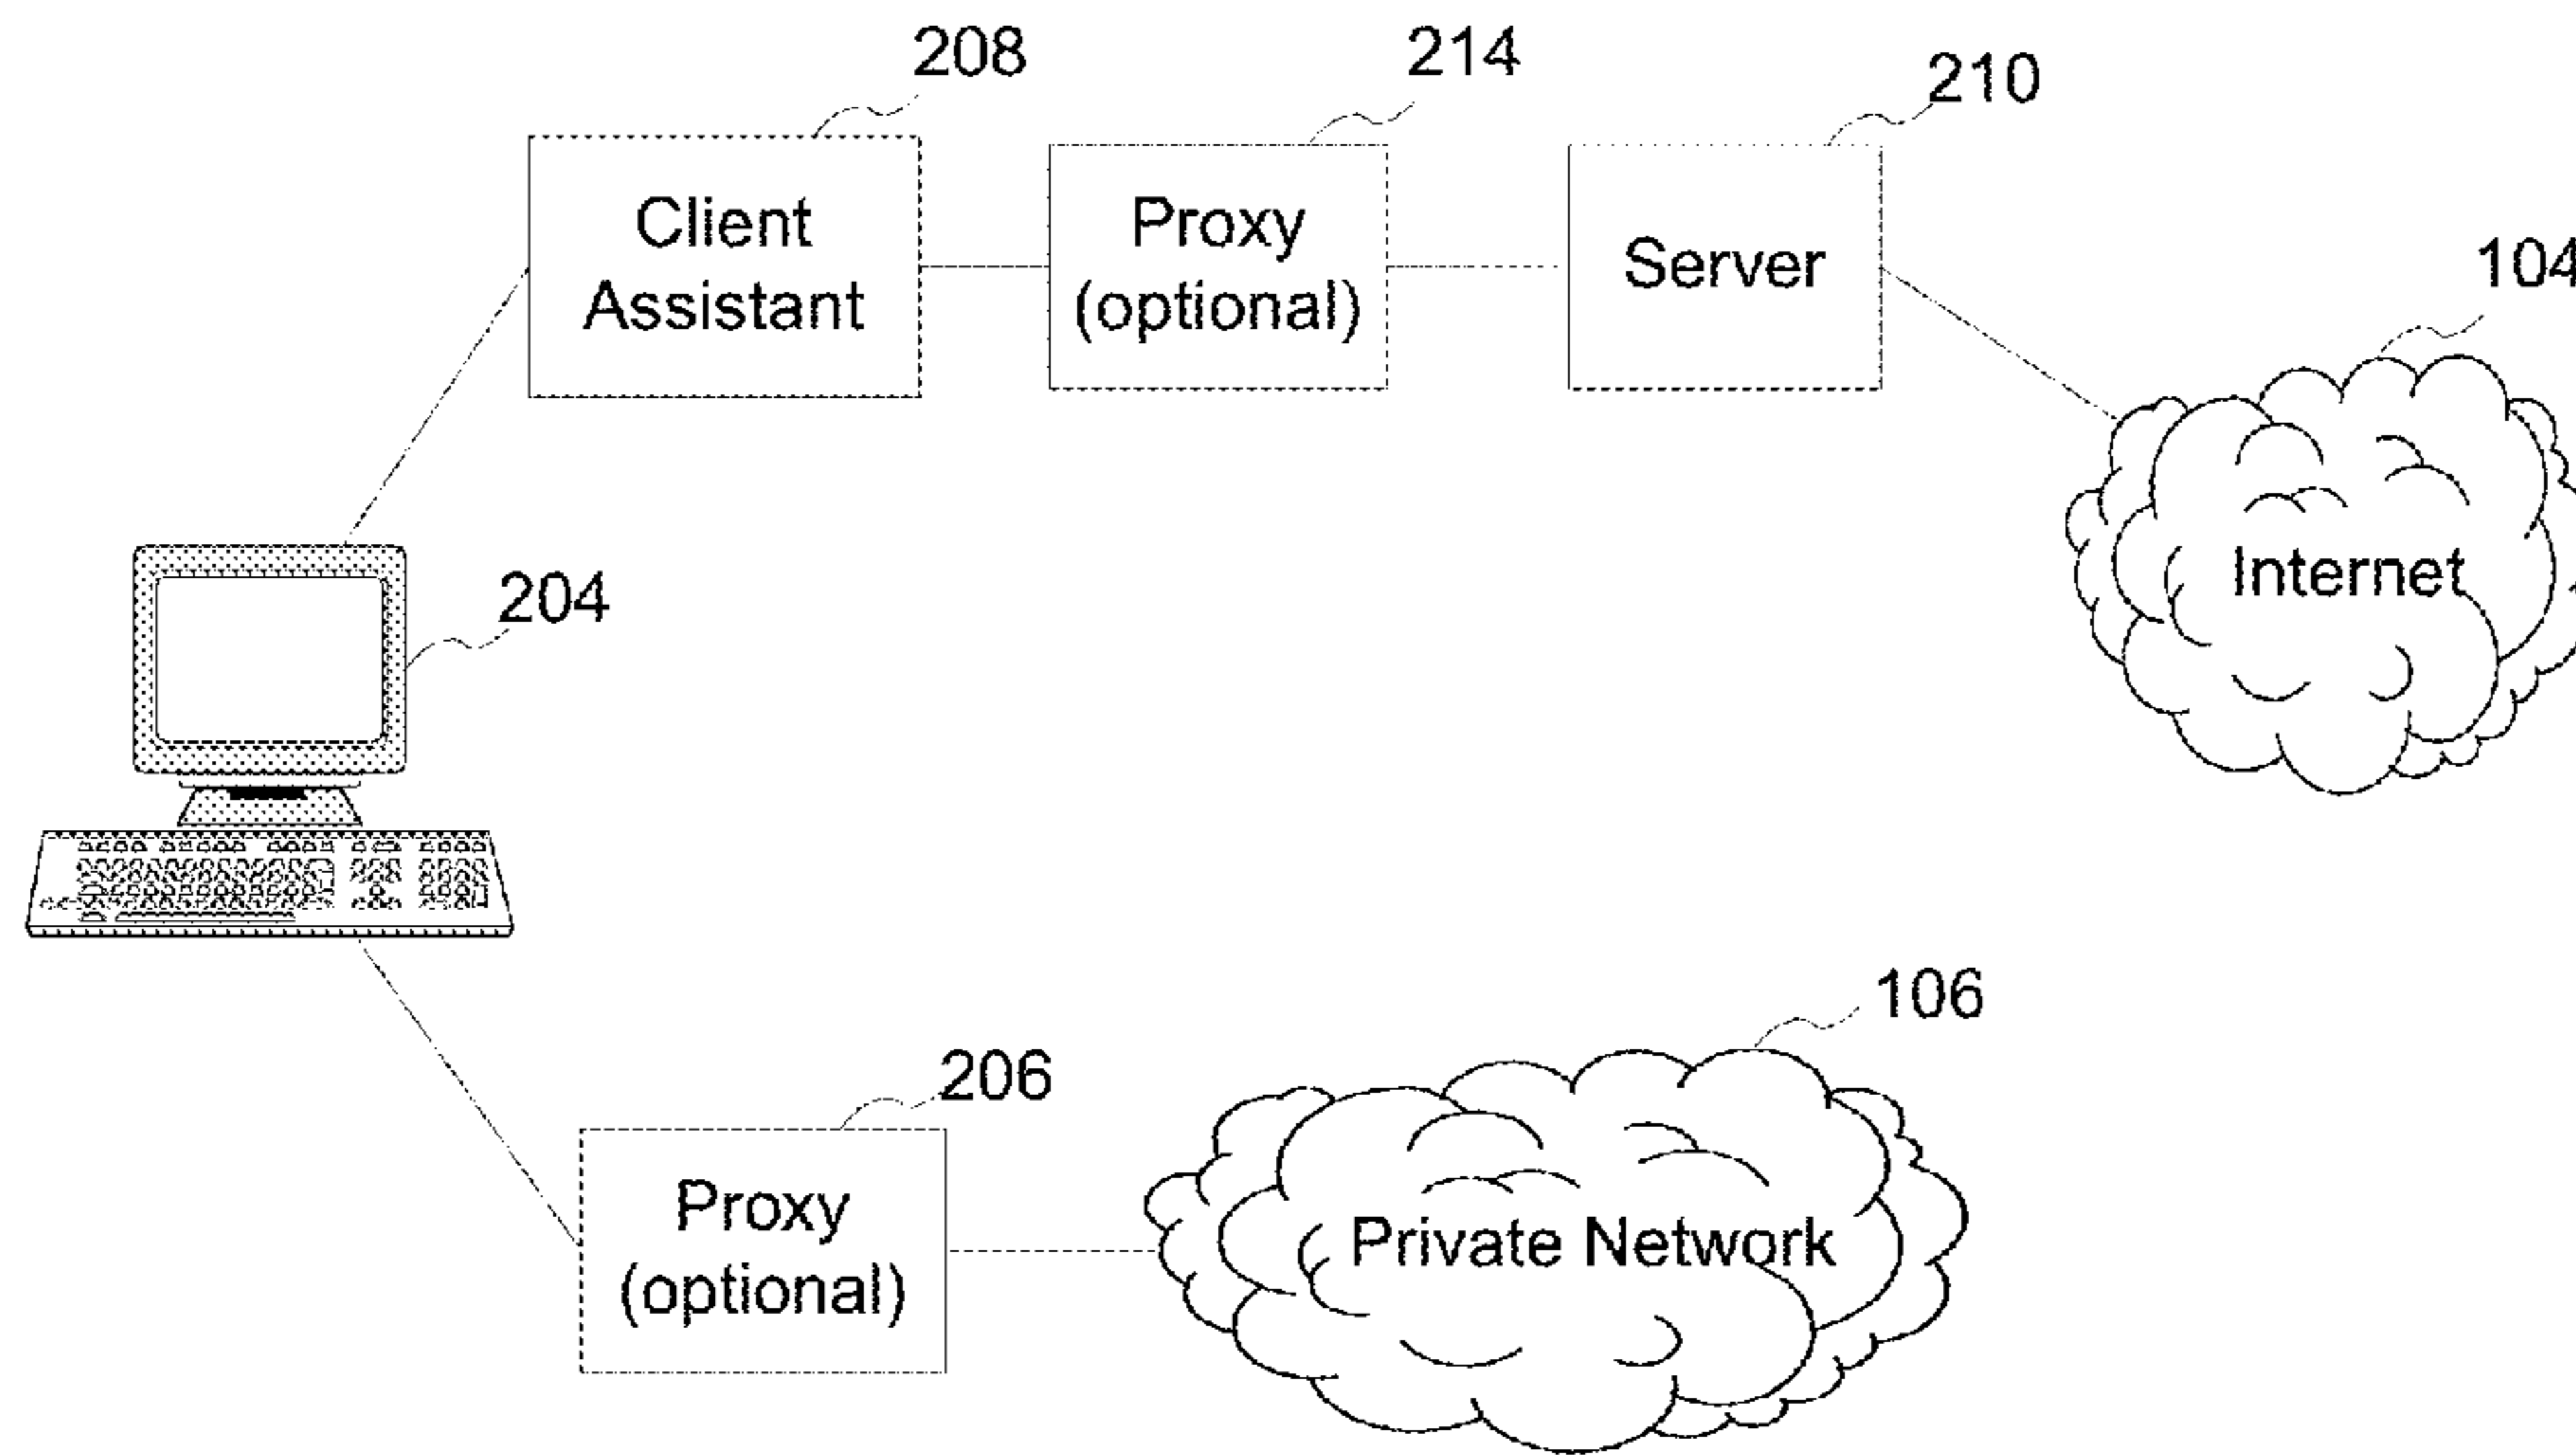 208
214
210
Client
Assistant
Proxy
(optional)
Server
104
Internet
204
106
206
Proxy
(optional)
Private Network